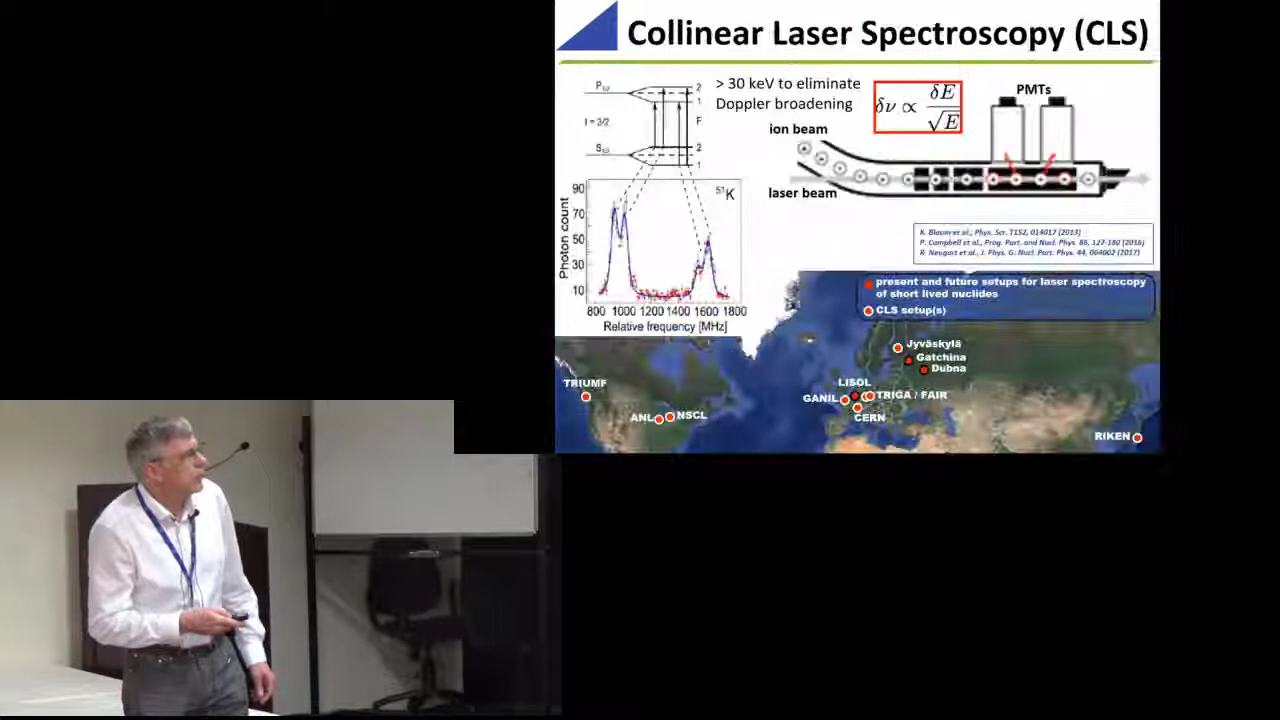 Collinear Laser Spectroscopy (CLS)
> 30 keV to eliminate
Doppler broadening
δν ∝ δE / √E
PMTs
ion beam
laser beam
I = 3/2
F
2
1
2
1
51K
Photon count
90
70
50
30
10
800 1000 1200 1400 1600 1800
Relative frequency [MHz]
K. Blaum et al., Phys. Scr. T152, 014017 (2013)
P. Campbell et al., Prog. Part. and Nucl. Phys. 86, 127-180 (2016)
R. Neugart et al., J. Phys. G: Nucl. Part. Phys. 44, 064002 (2017)
present and future setups for laser spectroscopy
of short lived nuclides
CLS setup(s)
Jyväskylä
Gatchina
Dubna
LISOL
TRIUMF
GANIL
TRIGA / FAIR
ANL
NSCL
CERN
RIKEN